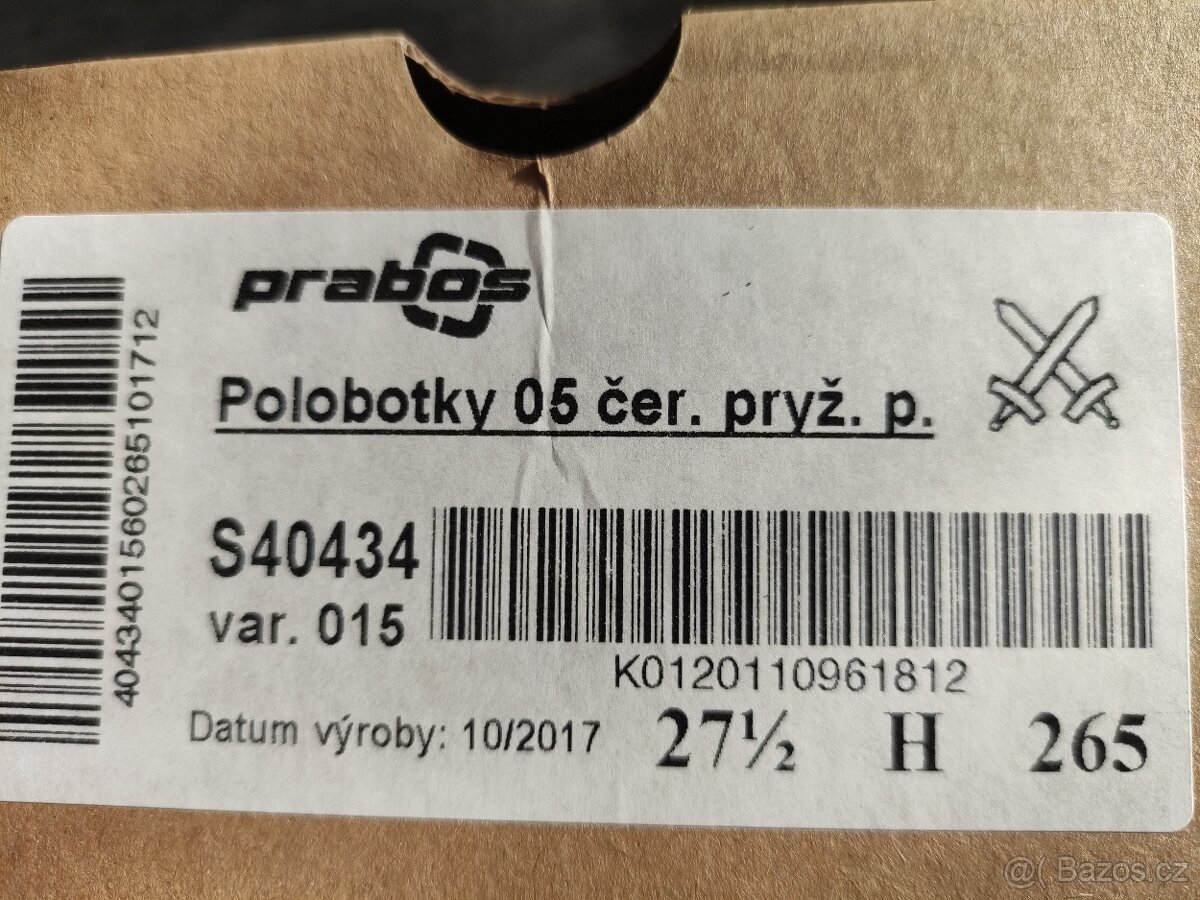 prabos
Polobotky 05 čer. pryž. p.
S40434
var. 015
K0120110961812
Datum výroby: 10/2017
27½ H 265
4043401560265101712
@( Bazos.cz